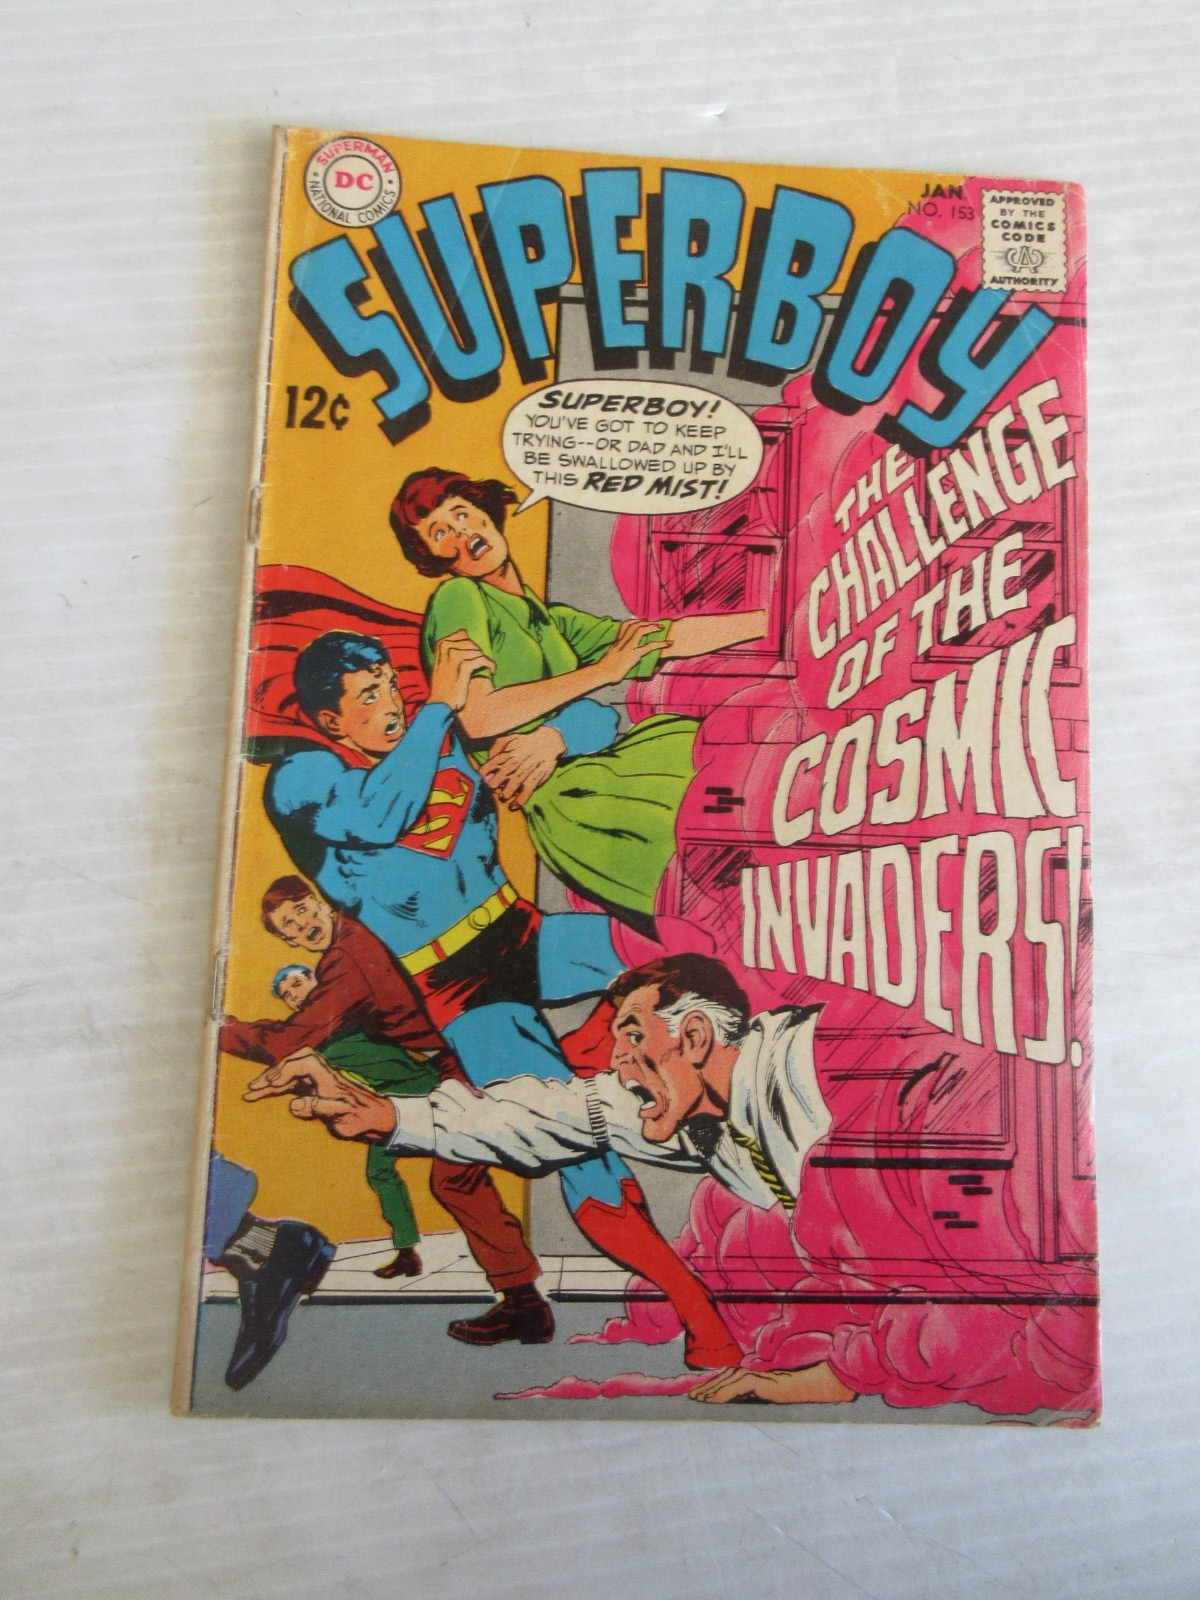 SUPERMAN
DC
NATIONAL COMICS
SUPERBOY
JAN.
NO. 153
APPROVED
BY THE
COMICS
CODE
AUTHORITY
12¢
SUPERBOY!
YOU'VE GOT TO KEEP
TRYING--OR DAD AND I'LL
BE SWALLOWED UP BY
THIS RED MIST!
THE
CHALLENGE
OF THE
COSMIC
INVADERS!